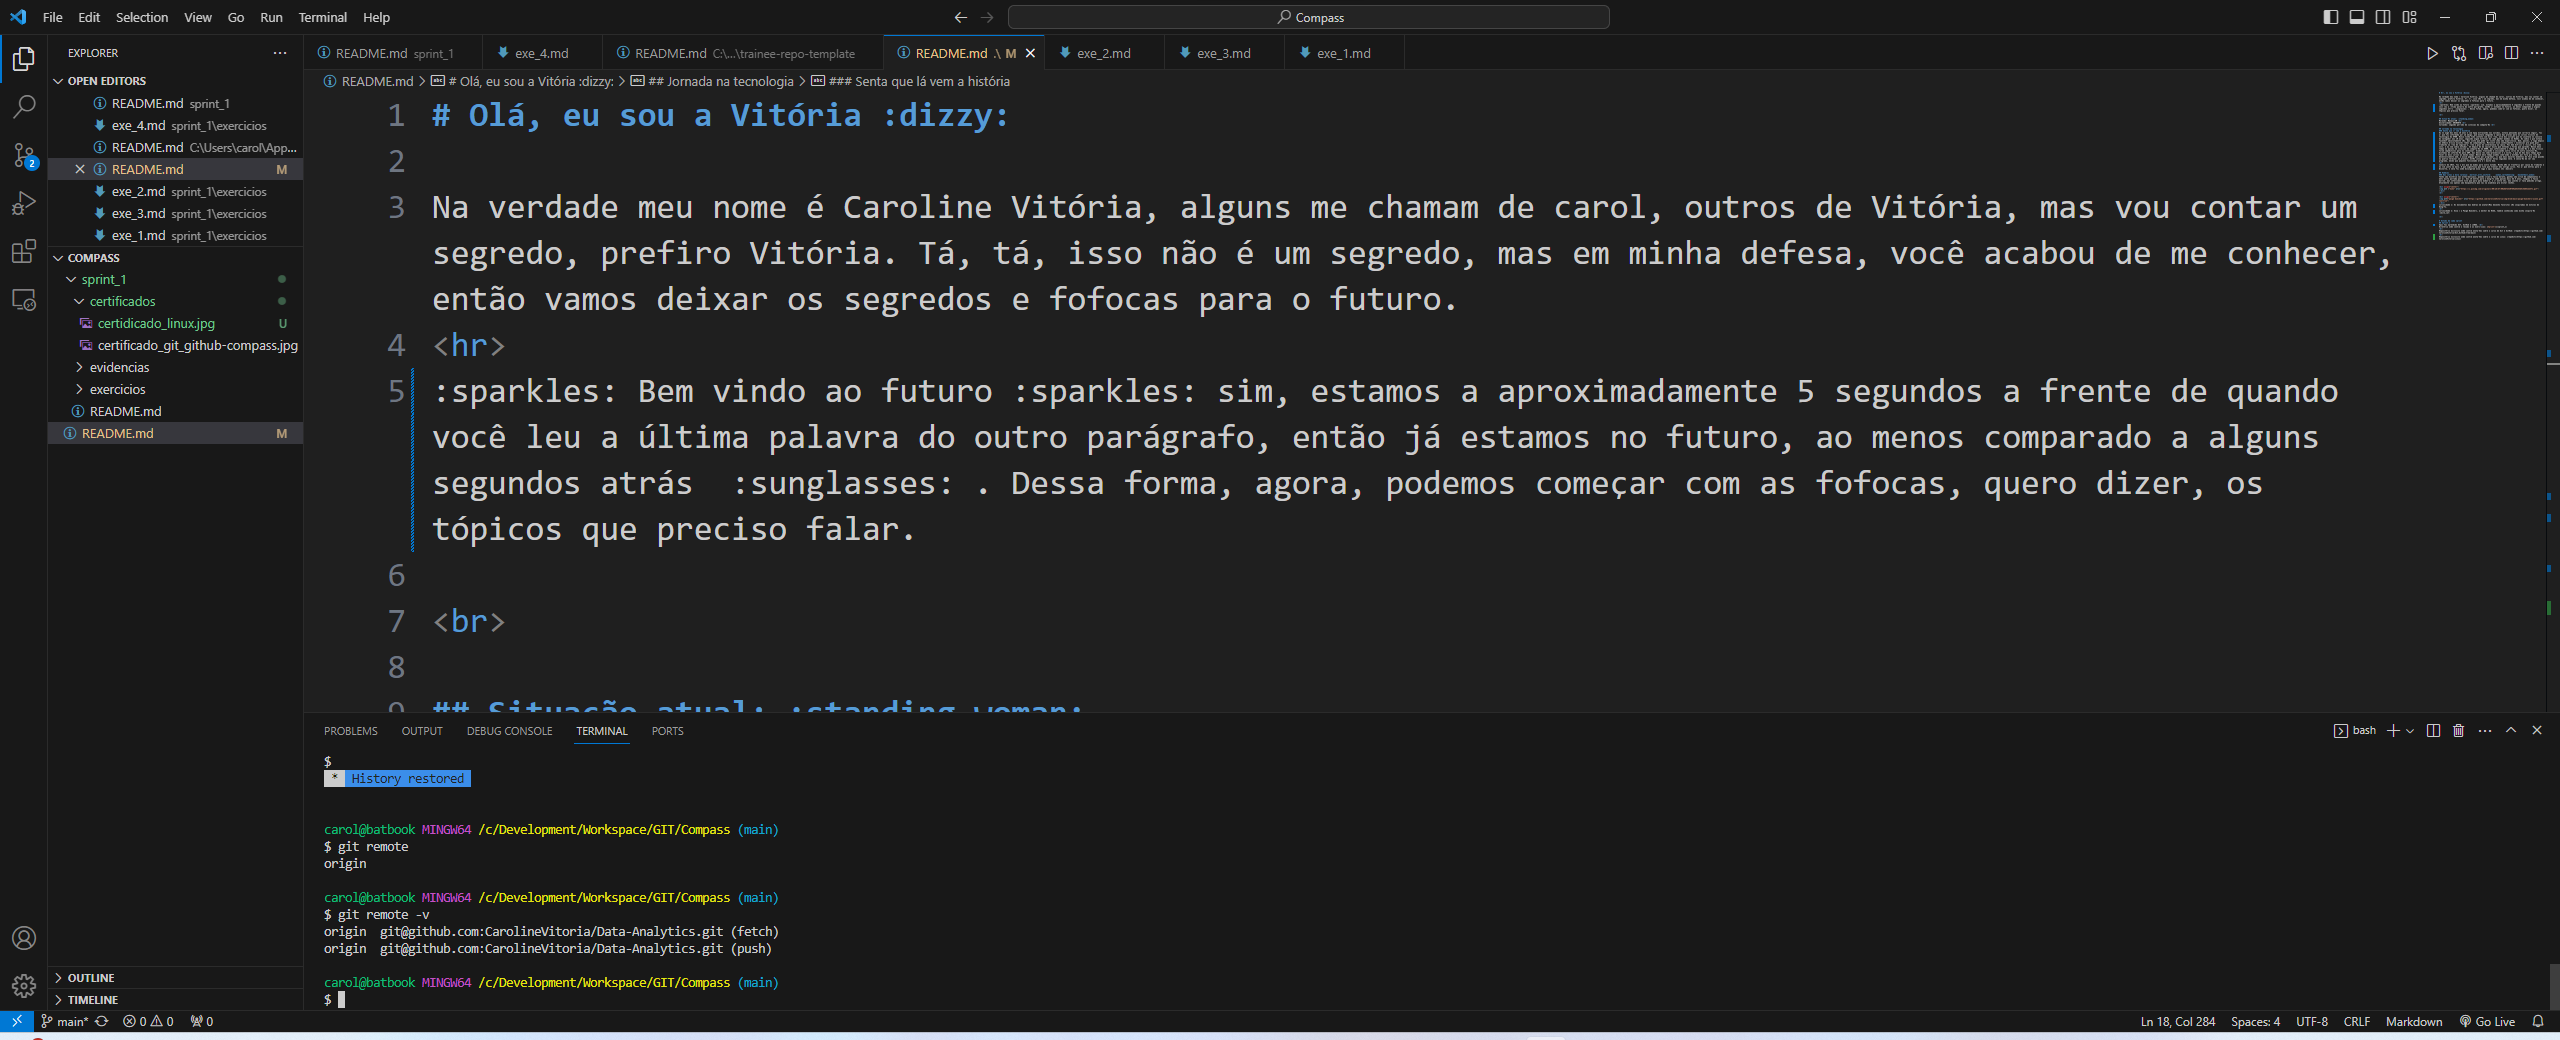 File Edit Selection View Go Run Terminal Help
Compass
EXPLORER
OPEN EDITORS
README.md sprint_1
exe_4.md sprint_1\exercicios
README.md C:\Users\carol\App...
README.md M
exe_2.md sprint_1\exercicios
exe_3.md sprint_1\exercicios
exe_1.md sprint_1\exercicios
COMPASS
sprint_1
certificados
certidicado_linux.jpg U
certificado_git_github-compass.jpg
evidencias
exercicios
README.md
README.md M
OUTLINE
TIMELINE
README.md sprint_1
exe_4.md
README.md C:\...\trainee-repo-template
README.md .\ M
exe_2.md
exe_3.md
exe_1.md
README.md > # Olá, eu sou a Vitória :dizzy: > ## Jornada na tecnologia > ### Senta que lá vem a história
1 # Olá, eu sou a Vitória :dizzy:
2
3 Na verdade meu nome é Caroline Vitória, alguns me chamam de carol, outros de Vitória, mas vou contar um
segredo, prefiro Vitória. Tá, tá, isso não é um segredo, mas em minha defesa, você acabou de me conhecer,
então vamos deixar os segredos e fofocas para o futuro.
4 <hr>
5 :sparkles: Bem vindo ao futuro :sparkles: sim, estamos a aproximadamente 5 segundos a frente de quando
você leu a última palavra do outro parágrafo, então já estamos no futuro, ao menos comparado a alguns
segundos atrás  :sunglasses: . Dessa forma, agora, podemos começar com as fofocas, quero dizer, os
tópicos que preciso falar.
6
7 <br>
8
9 ## Situação atual: :standing_woman:
PROBLEMS OUTPUT DEBUG CONSOLE TERMINAL PORTS
bash
$
* History restored
carol@batbook MINGW64 /c/Development/Workspace/GIT/Compass (main)
$ git remote
origin
carol@batbook MINGW64 /c/Development/Workspace/GIT/Compass (main)
$ git remote -v
origin  git@github.com:CarolineVitoria/Data-Analytics.git (fetch)
origin  git@github.com:CarolineVitoria/Data-Analytics.git (push)
carol@batbook MINGW64 /c/Development/Workspace/GIT/Compass (main)
$
2
main* 0 0 0
Ln 18, Col 284 Spaces: 4 UTF-8 CRLF Markdown Go Live